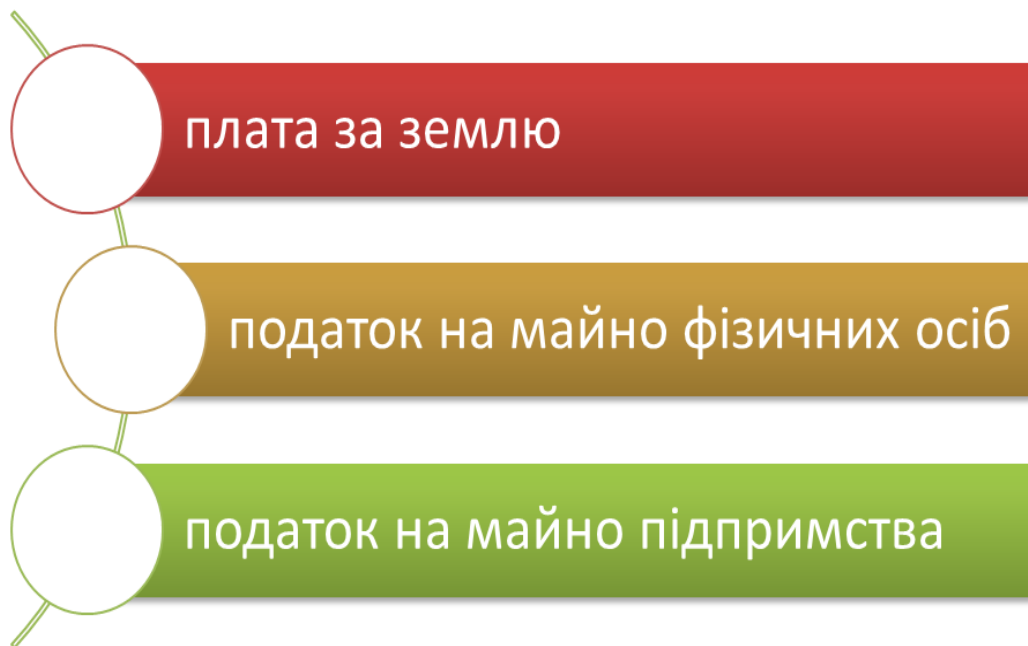 плата за землю
податок на майно фізичних осіб
податок на майно підпримства